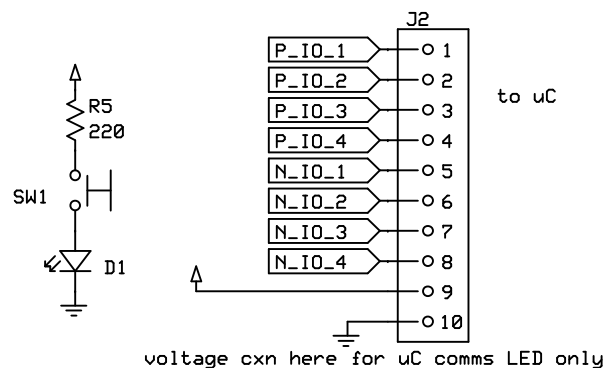 R5
220
SW1
D1
J2
P_IO_1 1
P_IO_2 2
P_IO_3 3
P_IO_4 4
N_IO_1 5
N_IO_2 6
N_IO_3 7
N_IO_4 8
9
10
to uC
voltage cxn here for uC comms LED only